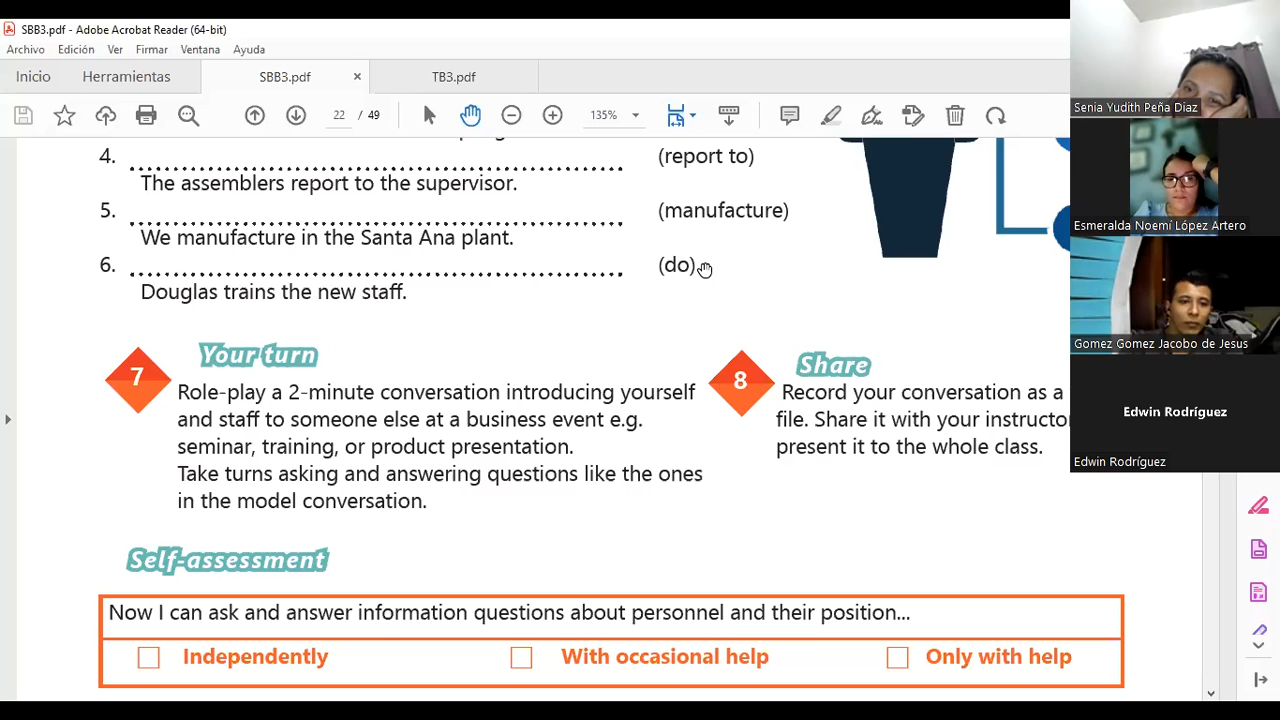 SBB3.pdf - Adobe Acrobat Reader (64-bit)
Archivo Edición Ver Firmar Ventana Ayuda
Inicio Herramientas SBB3.pdf × TB3.pdf
22 / 49 135%
4. (report to)
The assemblers report to the supervisor.
5. (manufacture)
We manufacture in the Santa Ana plant.
6. (do)
Douglas trains the new staff.
7 Your turn
Role-play a 2-minute conversation introducing yourself
and staff to someone else at a business event e.g.
seminar, training, or product presentation.
Take turns asking and answering questions like the ones
in the model conversation.
8 Share
Record your conversation as a
file. Share it with your instructor
present it to the whole class.
Self-assessment
Now I can ask and answer information questions about personnel and their position...
Independently With occasional help Only with help
Senia Yudith Peña Diaz
Esmeralda Noemí López Artero
Gomez Gomez Jacobo de Jesus
Edwin Rodríguez
Edwin Rodríguez